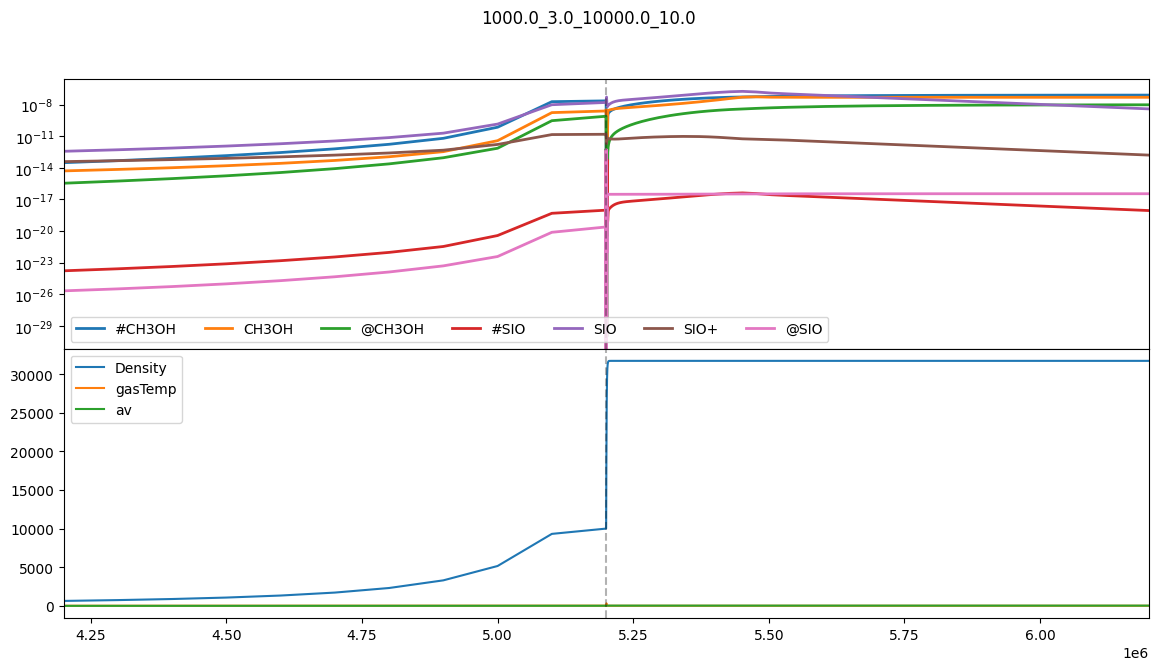 1000.0_3.0_10000.0_10.0
10⁻⁸
10⁻¹¹
10⁻¹⁴
10⁻¹⁷
10⁻²⁰
10⁻²³
10⁻²⁶
10⁻²⁹
#CH3OH CH3OH @CH3OH #SIO SIO SIO+ @SIO
Density
gasTemp
av
30000
25000
20000
15000
10000
5000
0
4.25 4.50 4.75 5.00 5.25 5.50 5.75 6.00
1e6